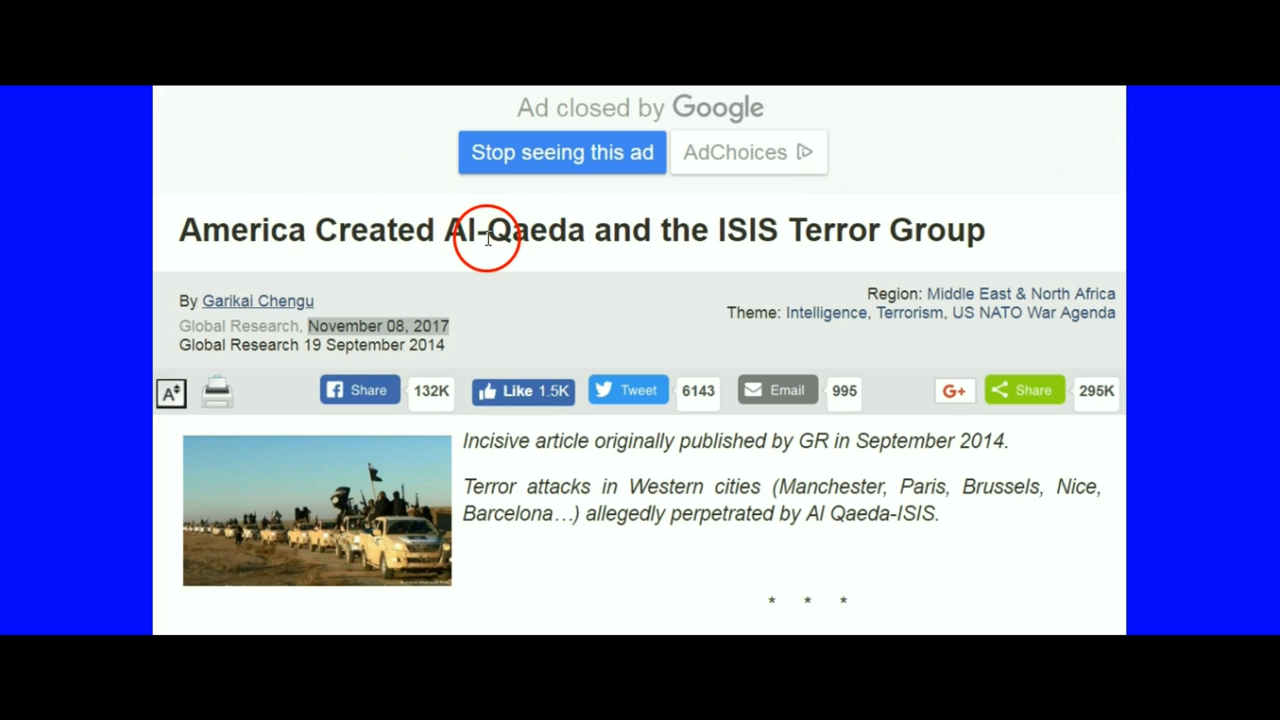 Ad closed by Google
Stop seeing this ad
AdChoices
America Created Al-Qaeda and the ISIS Terror Group
By Garikai Chengu
Global Research, November 08, 2017
Global Research 19 September 2014
Region: Middle East & North Africa
Theme: Intelligence, Terrorism, US NATO War Agenda
A Share 132K Like 1.5K Tweet 6143 Email 995 G+ Share 295K
Incisive article originally published by GR in September 2014.
Terror attacks in Western cities (Manchester, Paris, Brussels, Nice,
Barcelona…) allegedly perpetrated by Al Qaeda-ISIS.
* * *